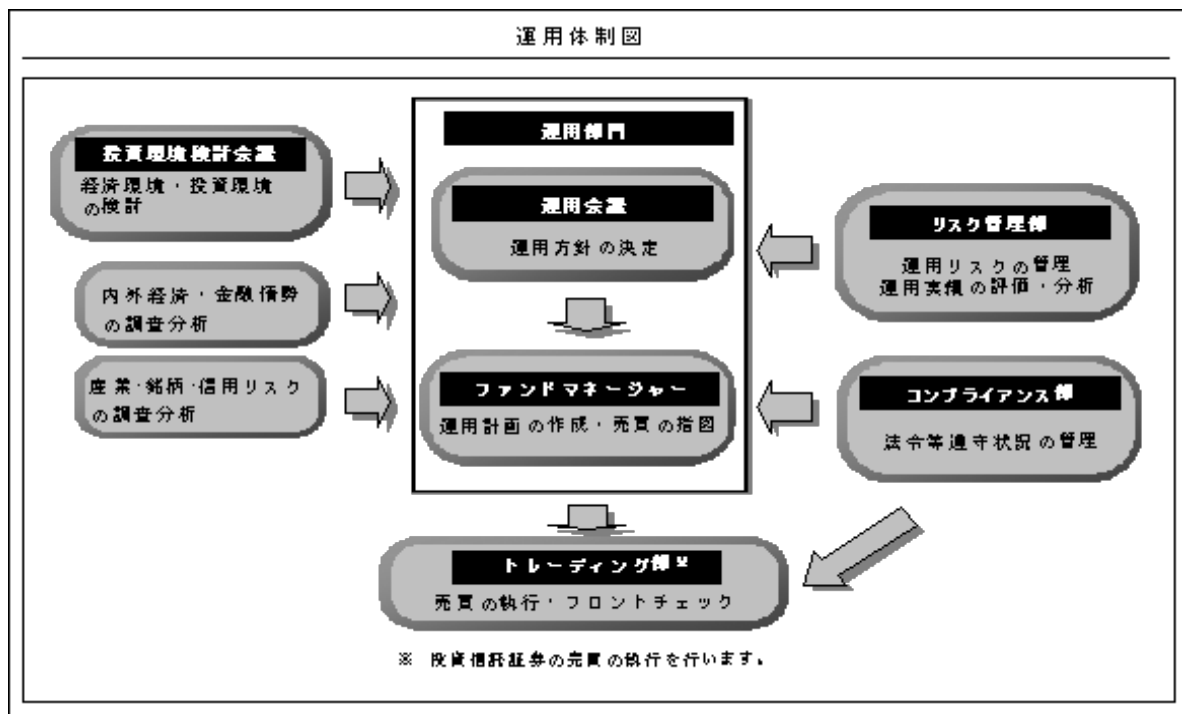 運用体制図
運用部門
投資環境検討会議
経済環境・投資環境
の検討
運用会議
運用方針の決定
リスク管理部
運用リスクの管理
運用実績の評価・分析
内外経済・金融情勢
の調査分析
産業・銘柄・信用リスク
の調査分析
ファンドマネージャー
運用計画の作成・売買の指図
コンプライアンス部
法令等遵守状況の管理
トレーディング部※
売買の執行・フロントチェック
※ 投資信託証券の売買の執行を行います。